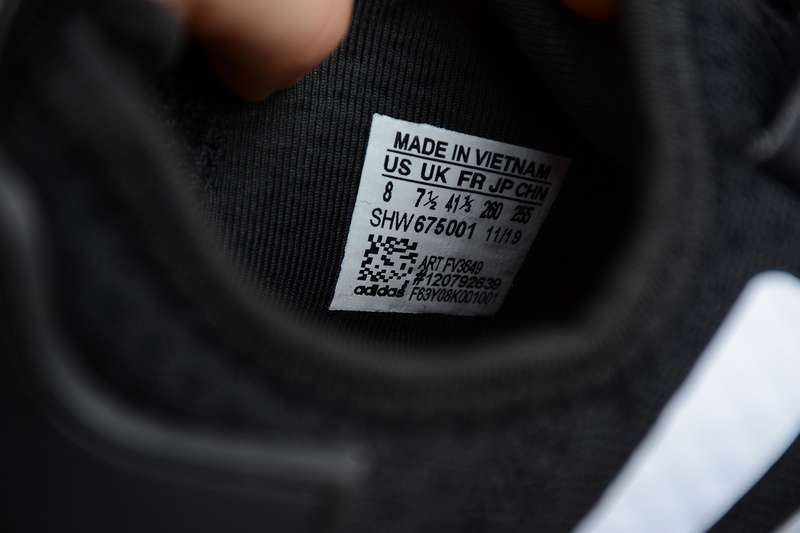 MADE IN VIETNAM
US UK FR JP CHN
8 7½ 41⅓ 260 255
SHW675001 11/19
ART FV3649
#120792639
adidas F63Y08K001001